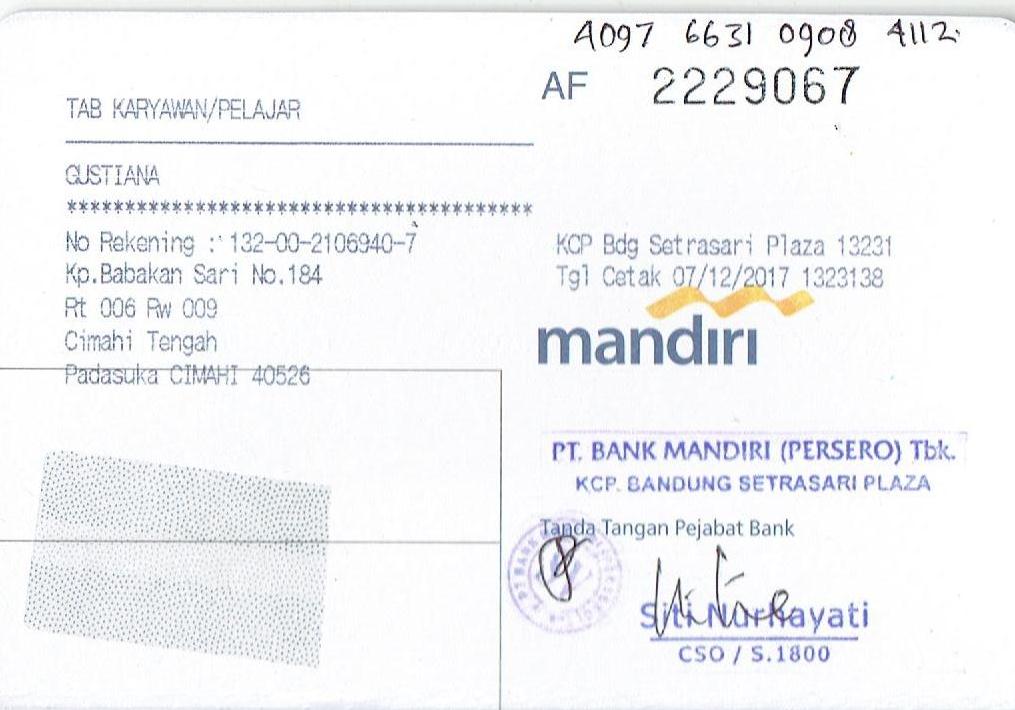 4097 6631 0908 4112.
AF 2229067
TAB KARYAWAN/PELAJAR
GUSTIANA
****************************************
No Rekening : 132-00-2106940-7
Kp.Babakan Sari No.184
Rt 006 Rw 009
Cimahi Tengah
Padasuka CIMAHI 40526
KCP Bdg Setrasari Plaza 13231
Tgl Cetak 07/12/2017 1323138
mandırı
PT. BANK MANDIRI (PERSERO) Tbk.
KCP. BANDUNG SETRASARI PLAZA
Tanda Tangan Pejabat Bank
Siti Nurhayati
CSO / S.1800